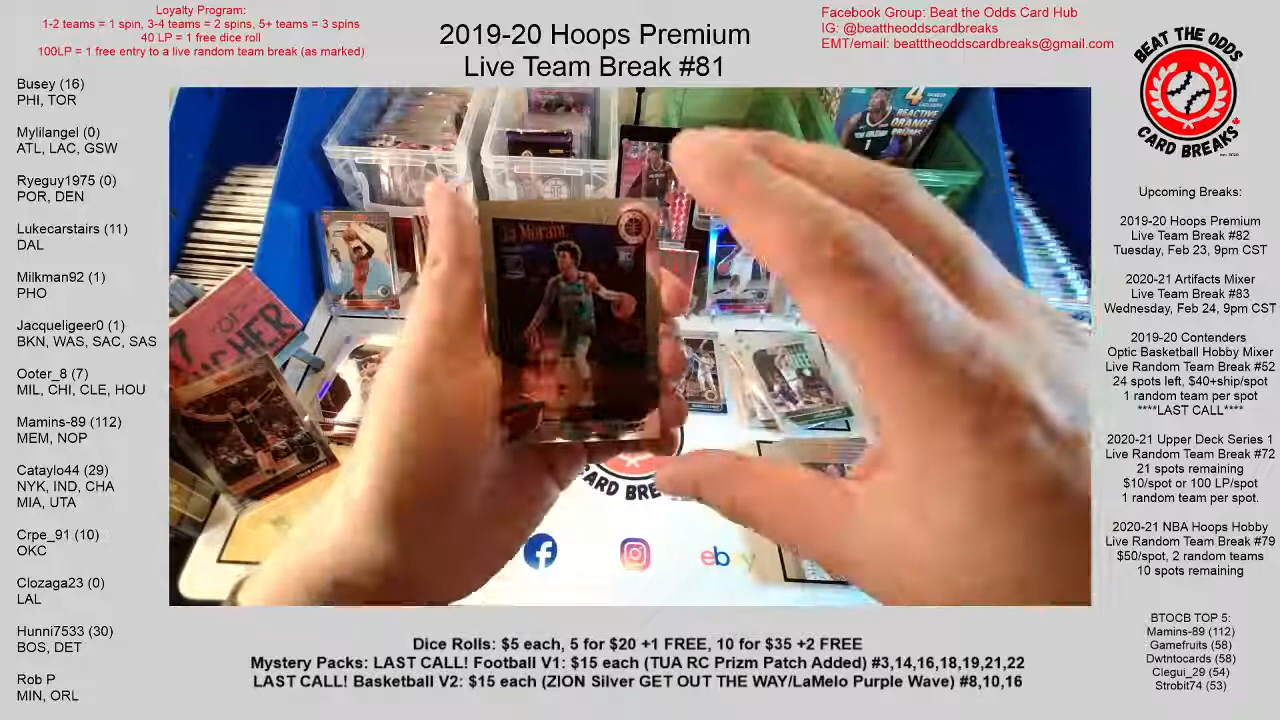 Loyalty Program:
1-2 teams = 1 spin, 3-4 teams = 2 spins, 5+ teams = 3 spins
40 LP = 1 free dice roll
100LP = 1 free entry to a live random team break (as marked)
2019-20 Hoops Premium
Live Team Break #81
Facebook Group: Beat the Odds Card Hub
IG: @beattheoddscardbreaks
EMT/email: beatttheoddscardbreaks@gmail.com
BEAT THE ODDS
CARD BREAKS
Busey (16)
PHI, TOR
Mylilangel (0)
ATL, LAC, GSW
Ryeguy1975 (0)
POR, DEN
Lukecarstairs (11)
DAL
Milkman92 (1)
PHO
Jacqueligeer0 (1)
BKN, WAS, SAC, SAS
Ooter_8 (7)
MIL, CHI, CLE, HOU
Mamins-89 (112)
MEM, NOP
Cataylo44 (29)
NYK, IND, CHA
MIA, UTA
Crpe_91 (10)
OKC
Clozaga23 (0)
LAL
Hunni7533 (30)
BOS, DET
Rob P
MIN, ORL
4
REACTIVE
ORANGE
Ja Morant
RC
CARD BREA
ebay
Upcoming Breaks:
2019-20 Hoops Premium
Live Team Break #82
Tuesday, Feb 23, 9pm CST
2020-21 Artifacts Mixer
Live Team Break #83
Wednesday, Feb 24, 9pm CST
2019-20 Contenders
Optic Basketball Hobby Mixer
Live Random Team Break #52
24 spots left, $40+ship/spot
1 random team per spot
****LAST CALL****
2020-21 Upper Deck Series 1
Live Random Team Break #72
21 spots remaining
$10/spot or 100 LP/spot
1 random team per spot.
2020-21 NBA Hoops Hobby
Live Random Team Break #79
$50/spot, 2 random teams
10 spots remaining
BTOCB TOP 5:
Mamins-89 (112)
Gamefruits (58)
Dwtntocards (58)
Clegui_29 (54)
Strobit74 (53)
Dice Rolls: $5 each, 5 for $20 +1 FREE, 10 for $35 +2 FREE
Mystery Packs: LAST CALL! Football V1: $15 each (TUA RC Prizm Patch Added) #3,14,16,18,19,21,22
LAST CALL! Basketball V2: $15 each (ZION Silver GET OUT THE WAY/LaMelo Purple Wave) #8,10,16